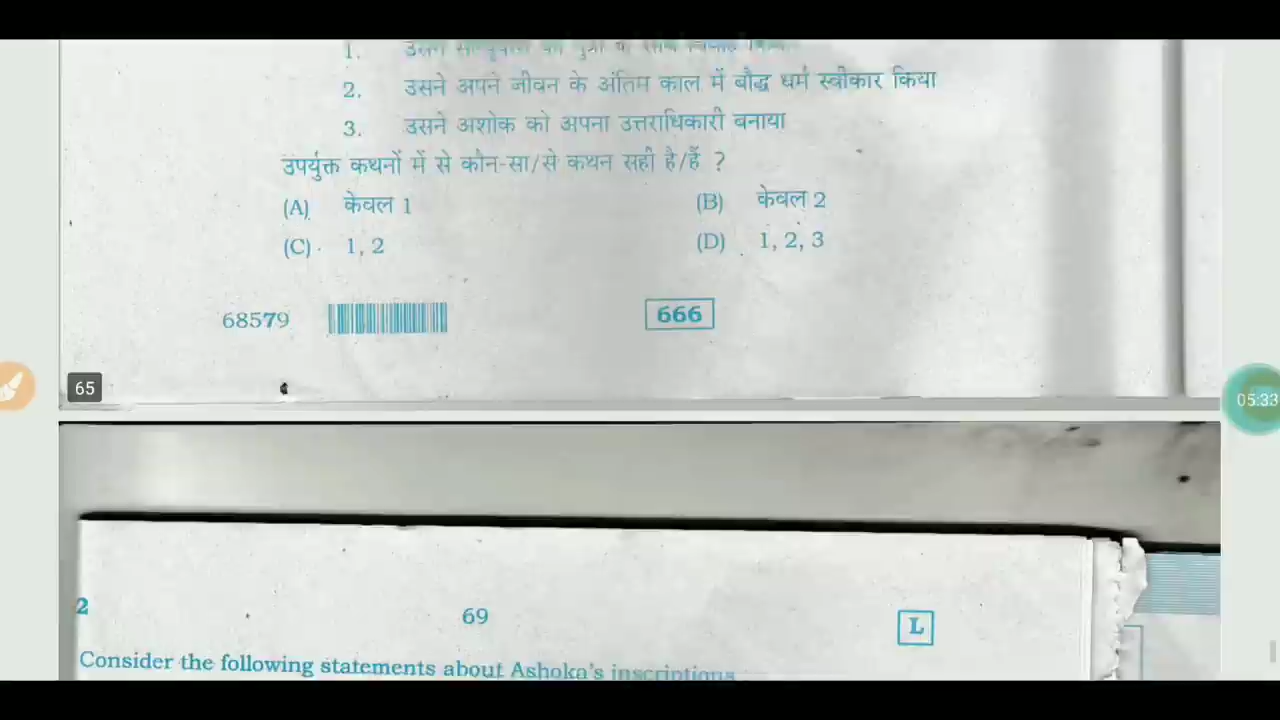 1.
2. उसने अपने जीवन के अंतिम काल में बौद्ध धर्म स्वीकार किया
3. उसने अशोक को अपना उत्तराधिकारी बनाया
उपर्युक्त कथनों में से कौन-सा/से कथन सही है/हैं ?
(A) केवल 1 (B) केवल 2
(C) 1, 2 (D) 1, 2, 3
68579 666
65
05:33
2 69 L
Consider the following statements about Ashoka's inscriptions